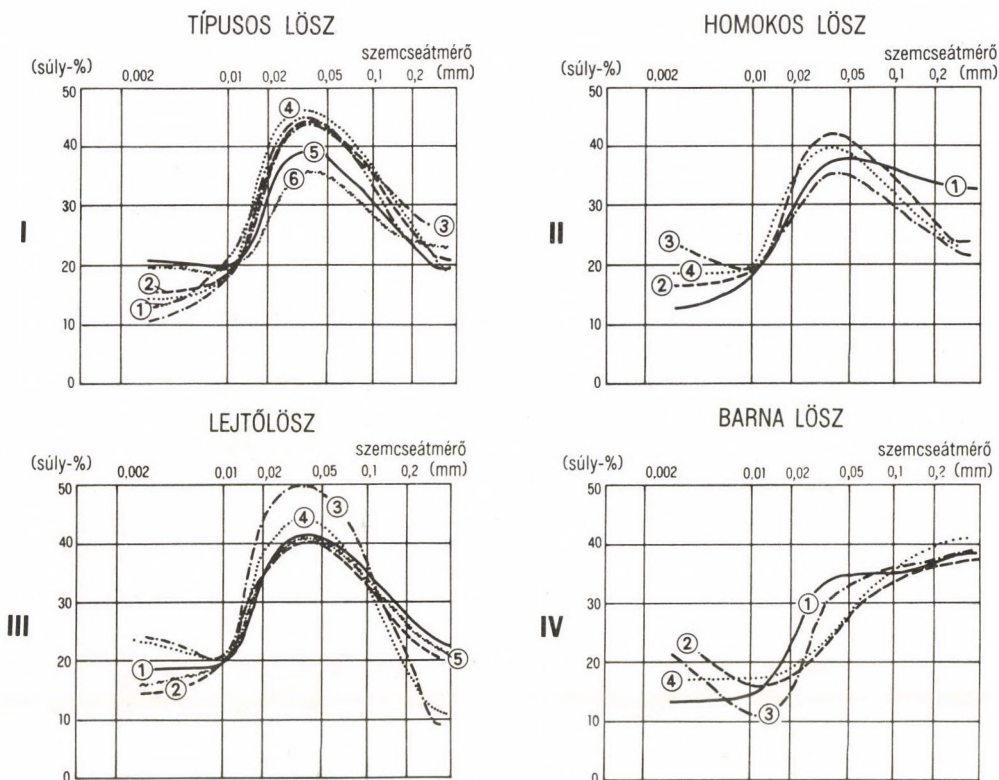 TÍPUSOS LÖSZ
(súly-%) szemcseátmérő
0.002 0,01 0,02 0,05 0,1 0,2 (mm)
50
40
30
20
10
0
I
④
⑤
⑥
③
②
①
HOMOKOS LÖSZ
(súly-%) szemcseátmérő
0.002 0,01 0,02 0,05 0,1 0,2 (mm)
50
40
30
20
10
0
II
①
③
④
②
LEJTŐLÖSZ
(súly-%) szemcseátmérő
0.002 0,01 0,02 0,05 0,1 0,2 (mm)
50
40
30
20
10
0
III
③
④
①
②
⑤
BARNA LÖSZ
(súly-%) szemcseátmérő
0.002 0,01 0,02 0,05 0,1 0,2 (mm)
50
40
30
20
10
0
IV
①
②
④
③